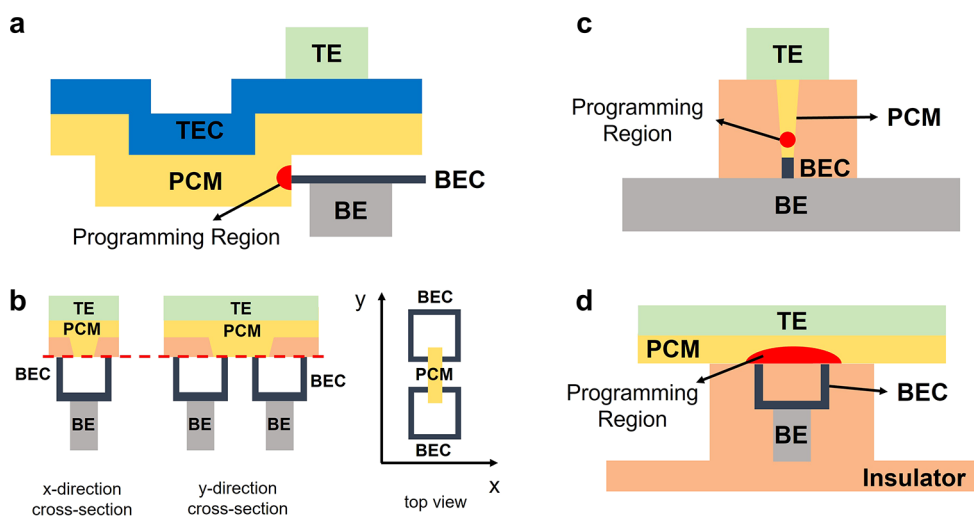 a
TE
TEC
PCM
BEC
BE
Programming Region
b
TE
PCM
BEC
BE
x-direction
cross-section
TE
PCM
BEC
BE
BE
y-direction
cross-section
y
BEC
PCM
BEC
x
top view
c
TE
Programming
Region
PCM
BEC
BE
d
TE
PCM
Programming
Region
BEC
BE
Insulator